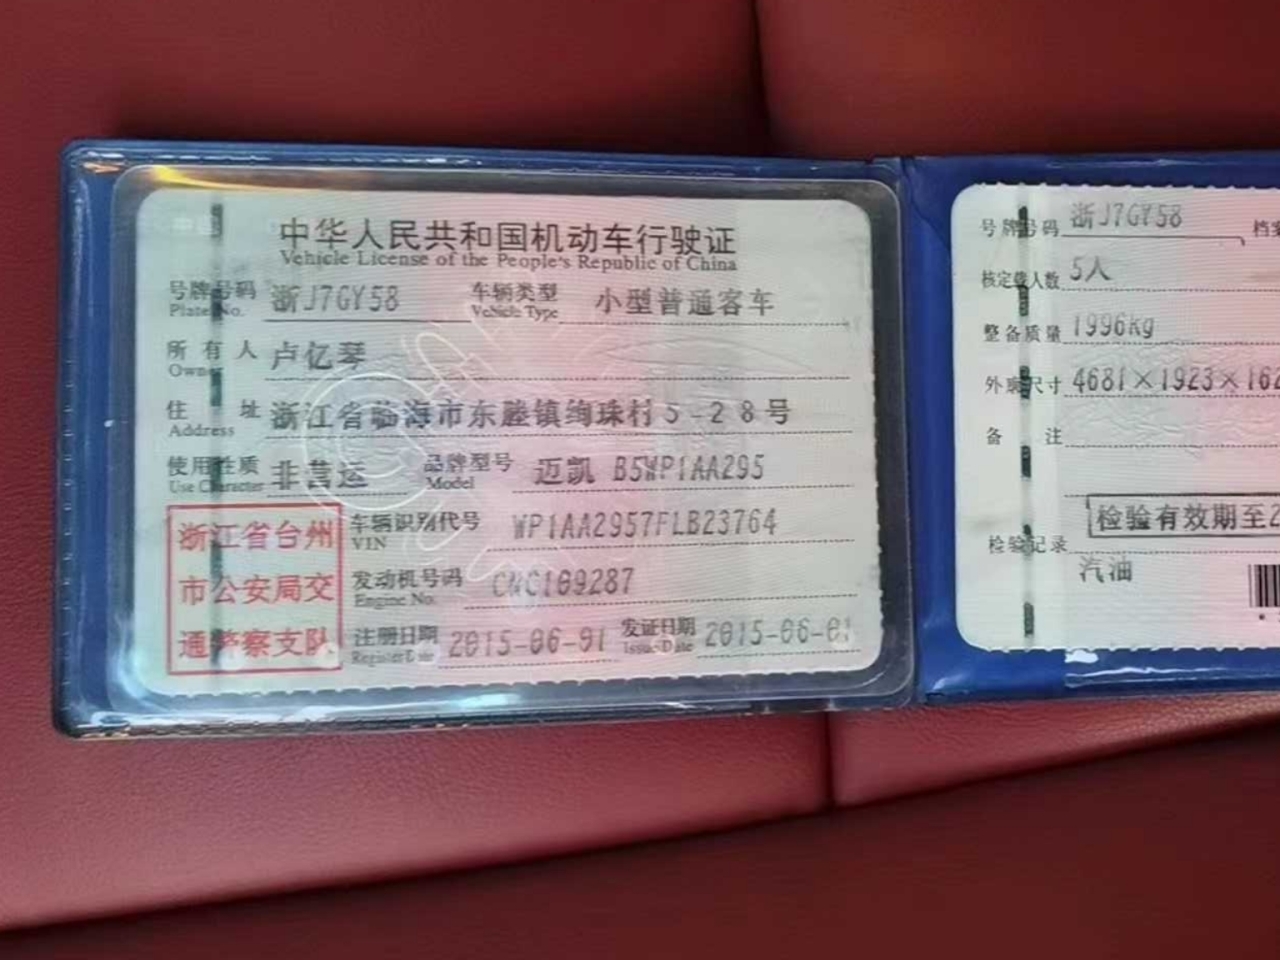 中华人民共和国机动车行驶证
Vehicle License of the People's Republic of China
号牌号码 浙J7GY58 车辆类型 小型普通客车
Plate No. Vehicle Type
所有人 卢亿琴
Owner
住址 浙江省临海市东塍镇绚珠村5-28号
Address
使用性质 非营运 品牌型号 迈凯 B5WP1AA295
Use Character Model
浙江省台州
市公安局交
通警察支队
车辆识别代号 WP1AA2957FLB23764
VIN
发动机号码 CNC169287
Engine No.
注册日期 2015-06-01 发证日期 2015-06-01
Register Date Issue Date
号牌号码 浙J7GY58 档案
核定载人数 5人
整备质量 1996kg
外廓尺寸 4681×1923×162
备注
检验有效期至2
检验记录
汽油